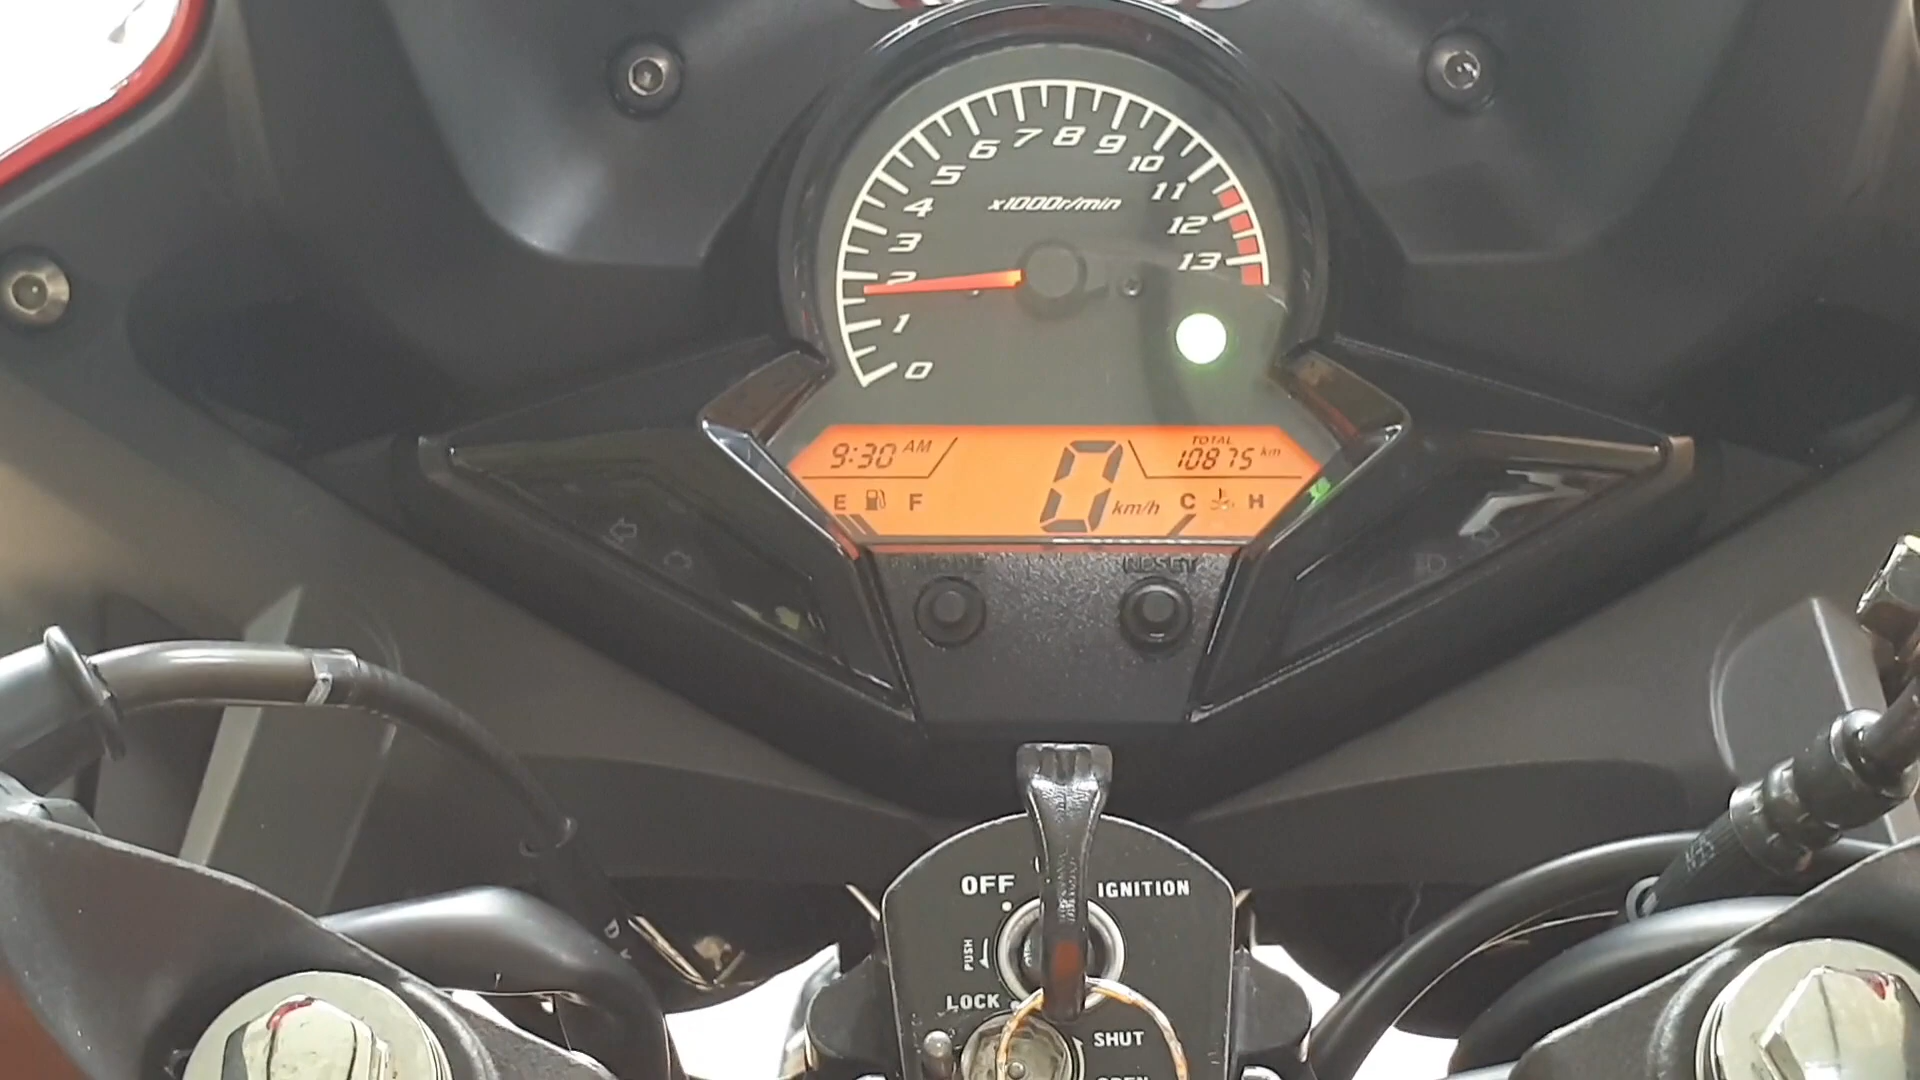 7 8
6 9
5 10
4 11
x1000r/min
3 12
2 13
1
0
9:30 AM
TOTAL
10875 km
E F
0 km/h
C H
RESET
OFF
IGNITION
PUSH
LOCK
SHUT